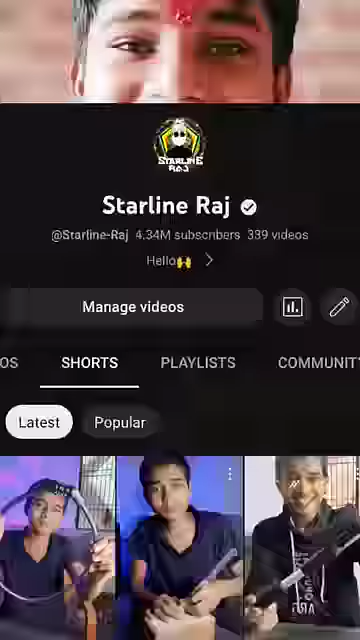 STARLINE
RAJ
Starline Raj
@Starline-Raj 4.34M subscribers 339 videos
Hello🙌 >
Manage videos
OS SHORTS PLAYLISTS COMMUNITY
Latest Popular